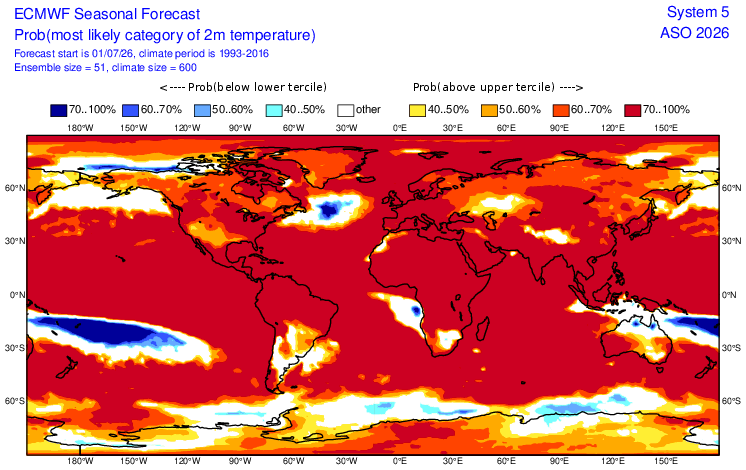 ECMWF Seasonal Forecast
System 5
Prob(most likely category of 2m temperature)
ASO 2026
Forecast start is 01/07/26, climate period is 1993-2016
Ensemble size = 51, climate size = 600
<---- Prob(below lower tercile)
Prob(above upper tercile) ---->
70..100% 60..70% 50..60% 40..50% other 40..50% 50..60% 60..70% 70..100%
180°W 150°W 120°W 90°W 60°W 30°W 0°E 30°E 60°E 90°E 120°E 150°E
60°N 60°N
30°N 30°N
0°N 0°N
30°S 30°S
60°S 60°S
180°W 150°W 120°W 90°W 60°W 30°W 0°E 30°E 60°E 90°E 120°E 150°E